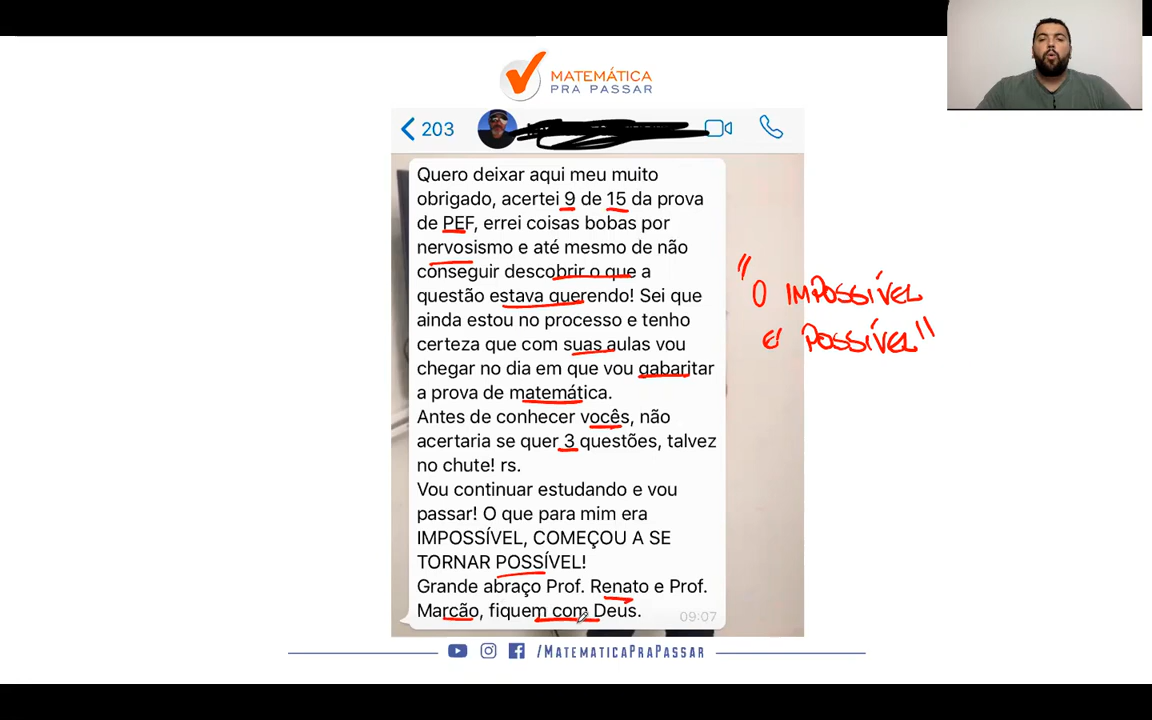 MATEMÁTICA
PRA PASSAR
203
Quero deixar aqui meu muito
obrigado, acertei 9 de 15 da prova
de PEF, errei coisas bobas por
nervosismo e até mesmo de não
conseguir descobrir o que a
questão estava querendo! Sei que
ainda estou no processo e tenho
certeza que com suas aulas vou
chegar no dia em que vou gabaritar
a prova de matemática.
Antes de conhecer vocês, não
acertaria se quer 3 questões, talvez
no chute! rs.
Vou continuar estudando e vou
passar! O que para mim era
IMPOSSÍVEL, COMEÇOU A SE
TORNAR POSSÍVEL!
Grande abraço Prof. Renato e Prof.
Marcão, fiquem com Deus.
09:07
"O IMPOSSÍVEL
É POSSÍVEL"
/MATEMATICAPRAPASSAR